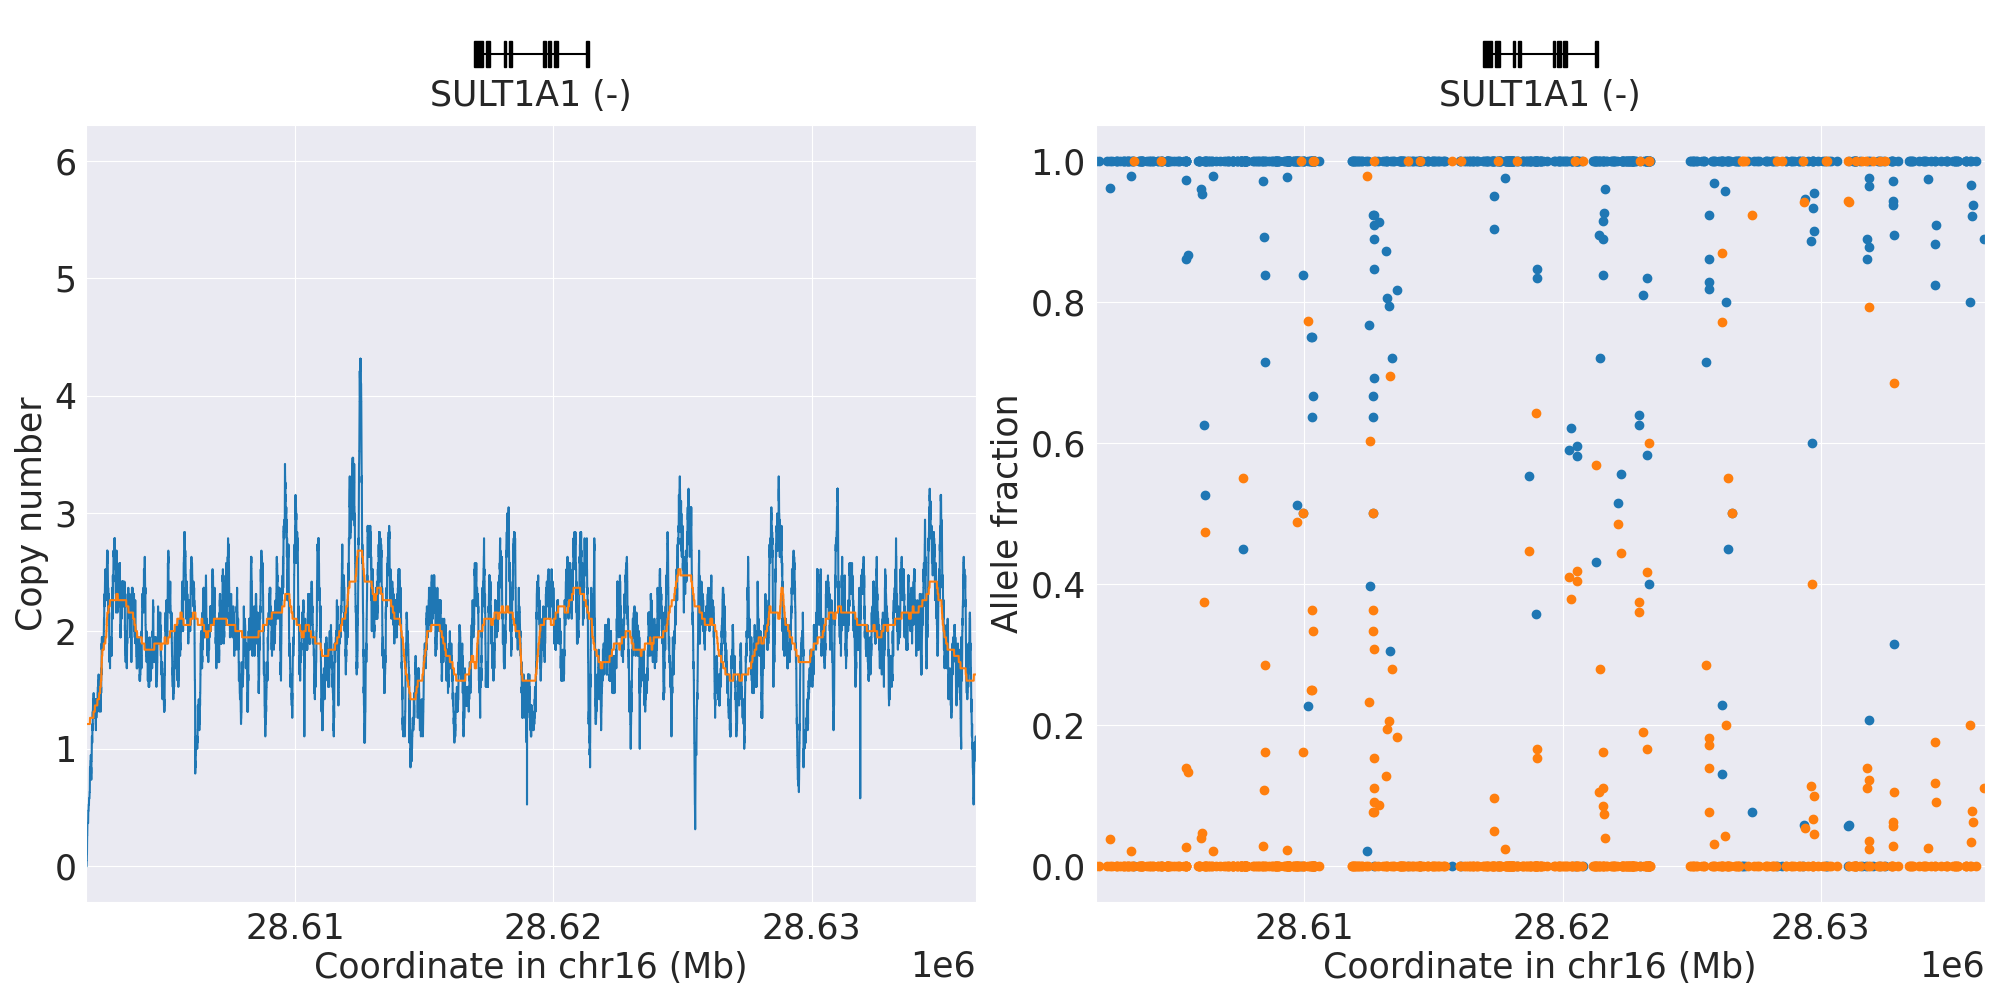 SULT1A1 (-)
6
5
4
3
2
1
0
Copy number
28.61
28.62
28.63
Coordinate in chr16 (Mb)
1e6
SULT1A1 (-)
1.0
0.8
0.6
0.4
0.2
0.0
Allele fraction
28.61
28.62
28.63
Coordinate in chr16 (Mb)
1e6